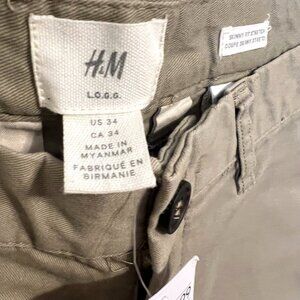 H&M
L.O.G.G.
US 34
CA 34
MADE IN
MYANMAR
FABRIQUÉ EN
BIRMANIE
SKINNY FIT STRETCH
COUPE SKINNY STRETCH